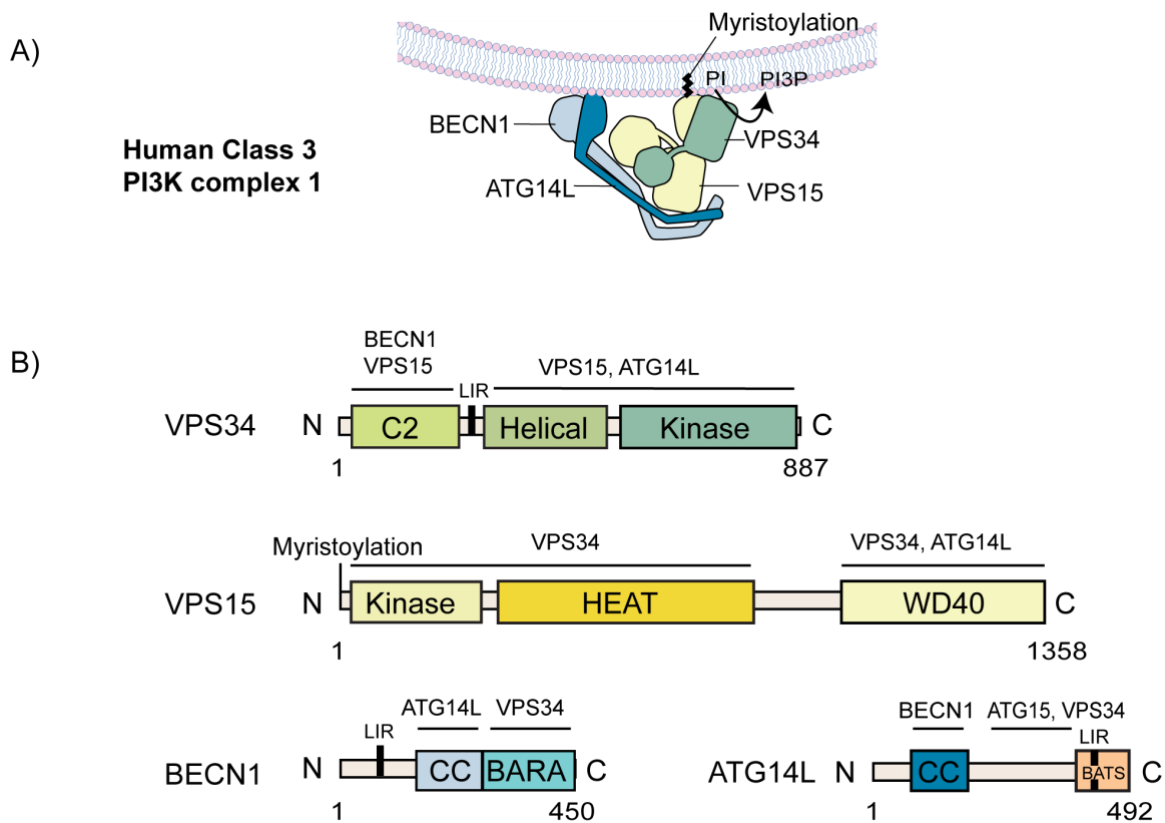 A)
Myristoylation
PI
PI3P
BECN1
VPS34
Human Class 3
PI3K complex 1
ATG14L
VPS15
B)
BECN1
VPS15
LIR
VPS15, ATG14L
VPS34
N
C2
Helical
Kinase
C
1
887
Myristoylation
VPS34
VPS34, ATG14L
VPS15
N
Kinase
HEAT
WD40
C
1
1358
ATG14L
VPS34
LIR
BECN1
N
CC
BARA
C
1
450
BECN1
ATG15, VPS34
LIR
ATG14L
N
CC
BATS
C
1
492